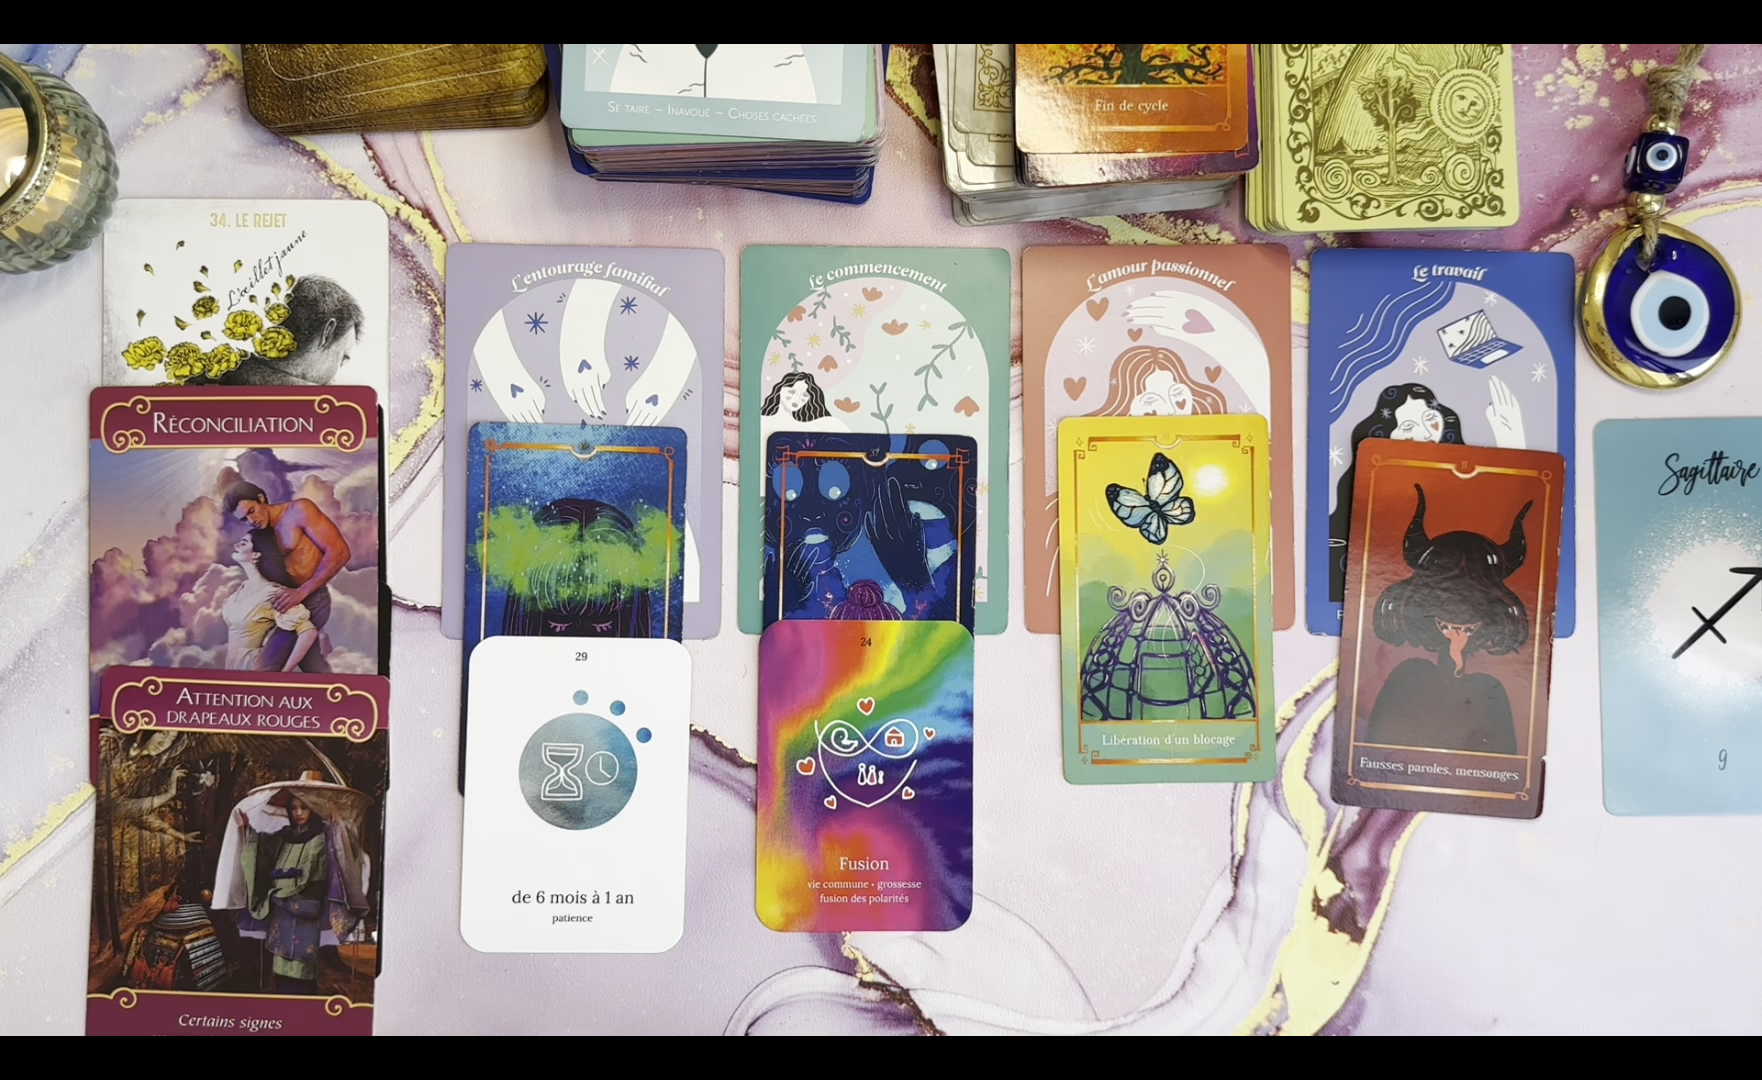 Se taire – Inavoué – Choses cachées
Fin de cycle
34. LE REJET
L'œillet jaune
Réconciliation
Attention aux
drapeaux rouges
Certains signes
L'entourage familial
29
de 6 mois à 1 an
patience
Le commencement
37
24
Fusion
vie commune • grossesse
fusion des polarités
L'amour passionnel
Libération d'un blocage
Le travail
Fausses paroles, mensonges
Sagittaire
9